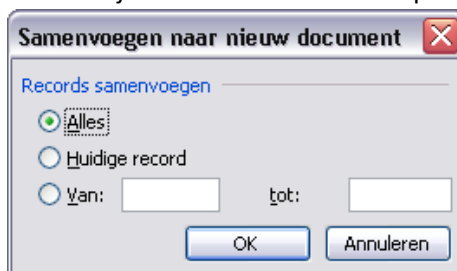 Samenvoegen naar nieuw document
Records samenvoegen
Alles
Huidige record
Van: tot:
OK Annuleren